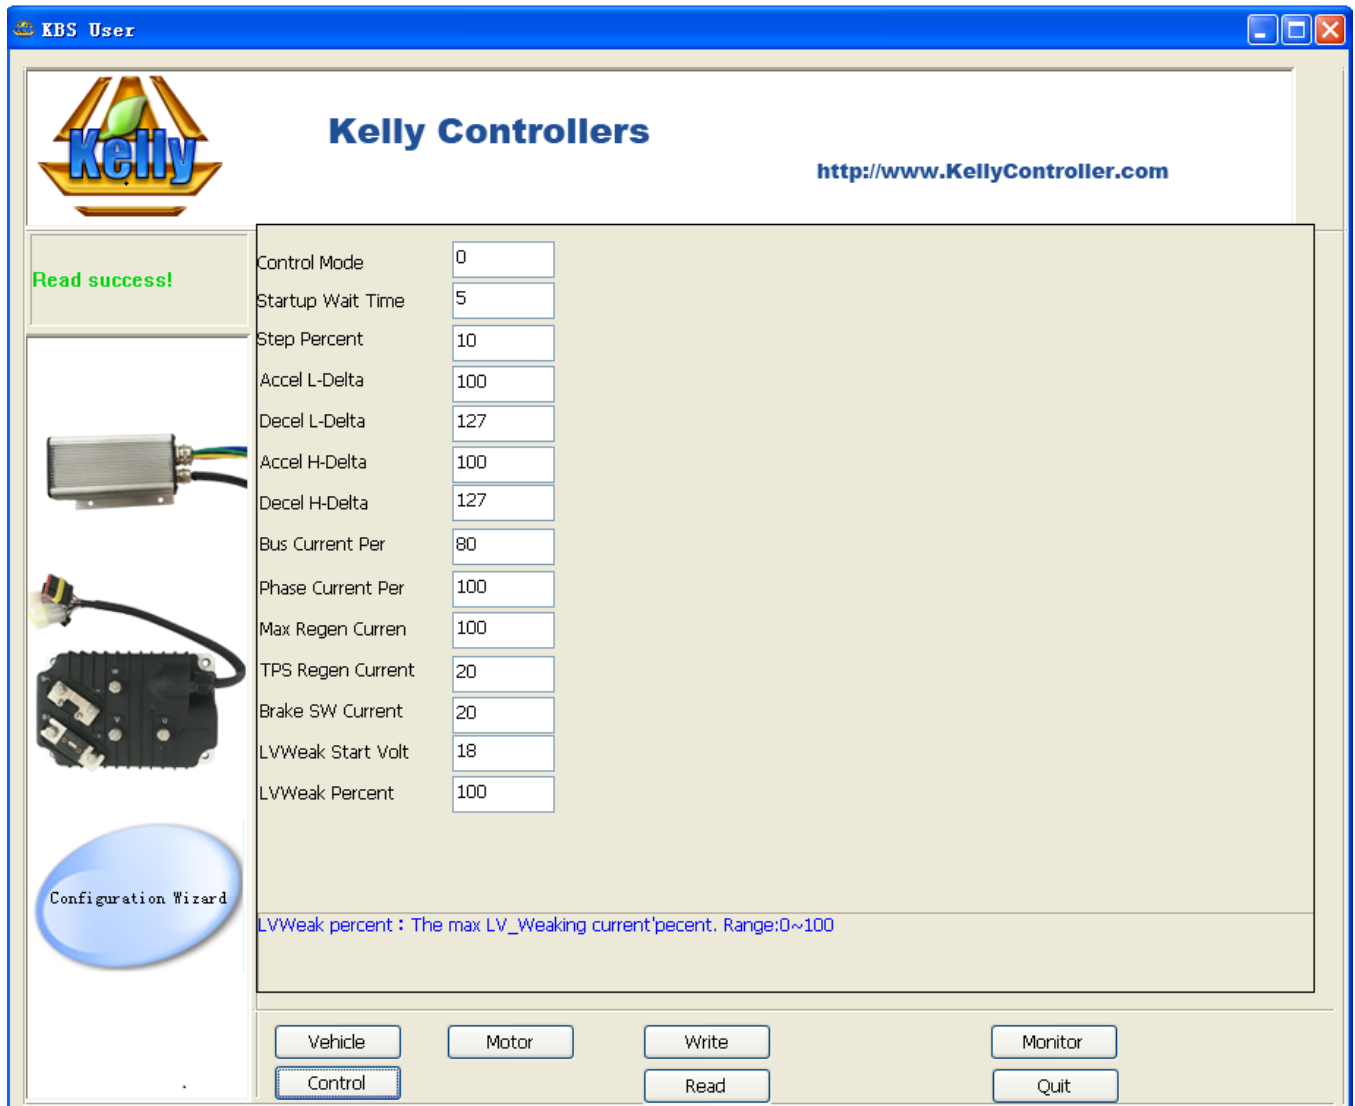 KBS User
Kelly
Kelly Controllers
http://www.KellyController.com
Read success!
Control Mode 0
Startup Wait Time 5
Step Percent 10
Accel L-Delta 100
Decel L-Delta 127
Accel H-Delta 100
Decel H-Delta 127
Bus Current Per 80
Phase Current Per 100
Max Regen Curren 100
TPS Regen Current 20
Brake SW Current 20
LVWeak Start Volt 18
LVWeak Percent 100
Configuration Wizard
LVWeak percent : The max LV_Weaking current'pecent. Range:0~100
Vehicle Motor Write Monitor
Control Read Quit